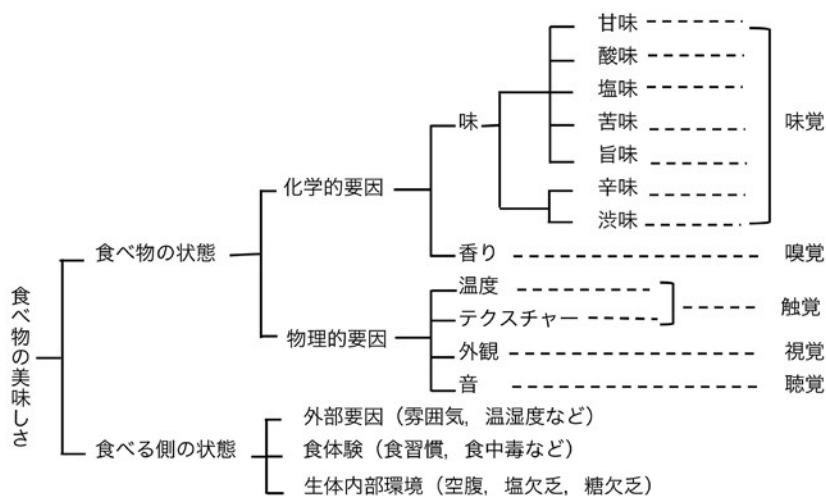 食べ物の美味しさ
食べ物の状態
化学的要因
味
甘味
酸味
塩味
苦味
旨味
辛味
渋味
味覚
香り
嗅覚
物理的要因
温度
テクスチャー
触覚
外観
視覚
音
聴覚
食べる側の状態
外部要因（雰囲気，温湿度など）
食体験（食習慣，食中毒など）
生体内部環境（空腹，塩欠乏，糖欠乏）